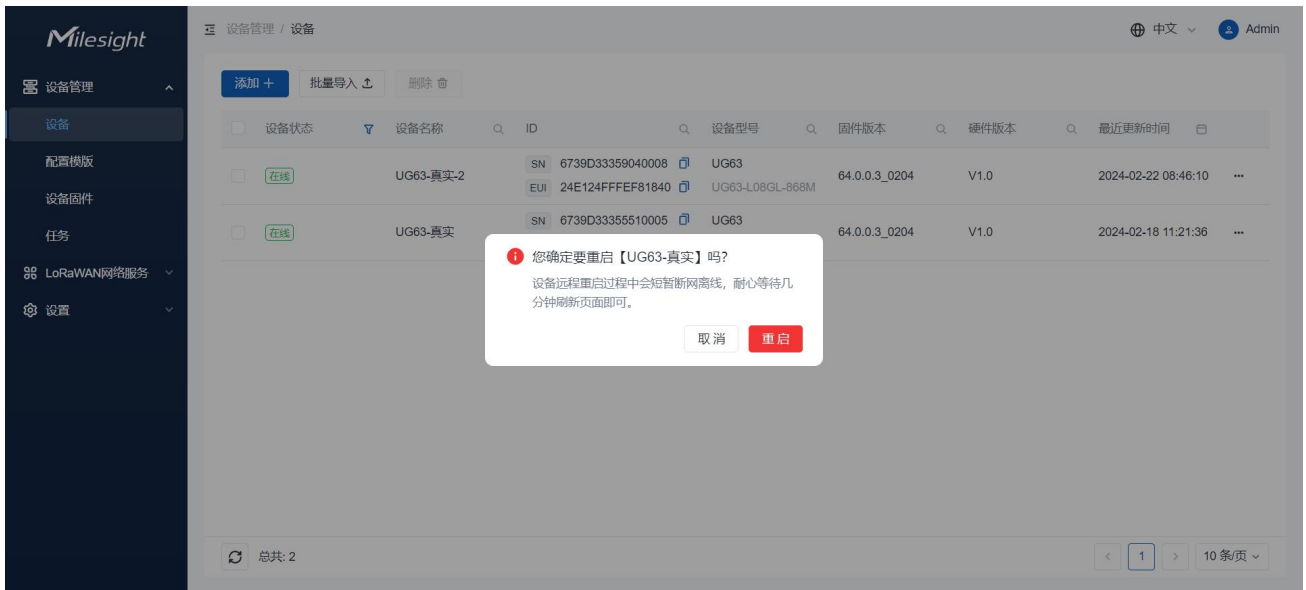 Milesight
设备管理 / 设备
中文
Admin
设备管理
设备
配置模版
设备固件
任务
LoRaWAN网络服务
设置
添加 +
批量导入
删除
设备状态 设备名称 ID 设备型号 固件版本 硬件版本 最近更新时间
在线 UG63-真实-2 SN 6739D33359040008 UG63 64.0.0.3_0204 V1.0 2024-02-22 08:46:10 ···
EUI 24E124FFFEF81840 UG63-L08GL-868M
在线 UG63-真实 SN 6739D33355510005 UG63 64.0.0.3_0204 V1.0 2024-02-18 11:21:36 ···
您确定要重启【UG63-真实】吗?
设备远程重启过程中会短暂断网离线，耐心等待几
分钟刷新页面即可。
取消 重启
总共: 2
< 1 > 10 条/页